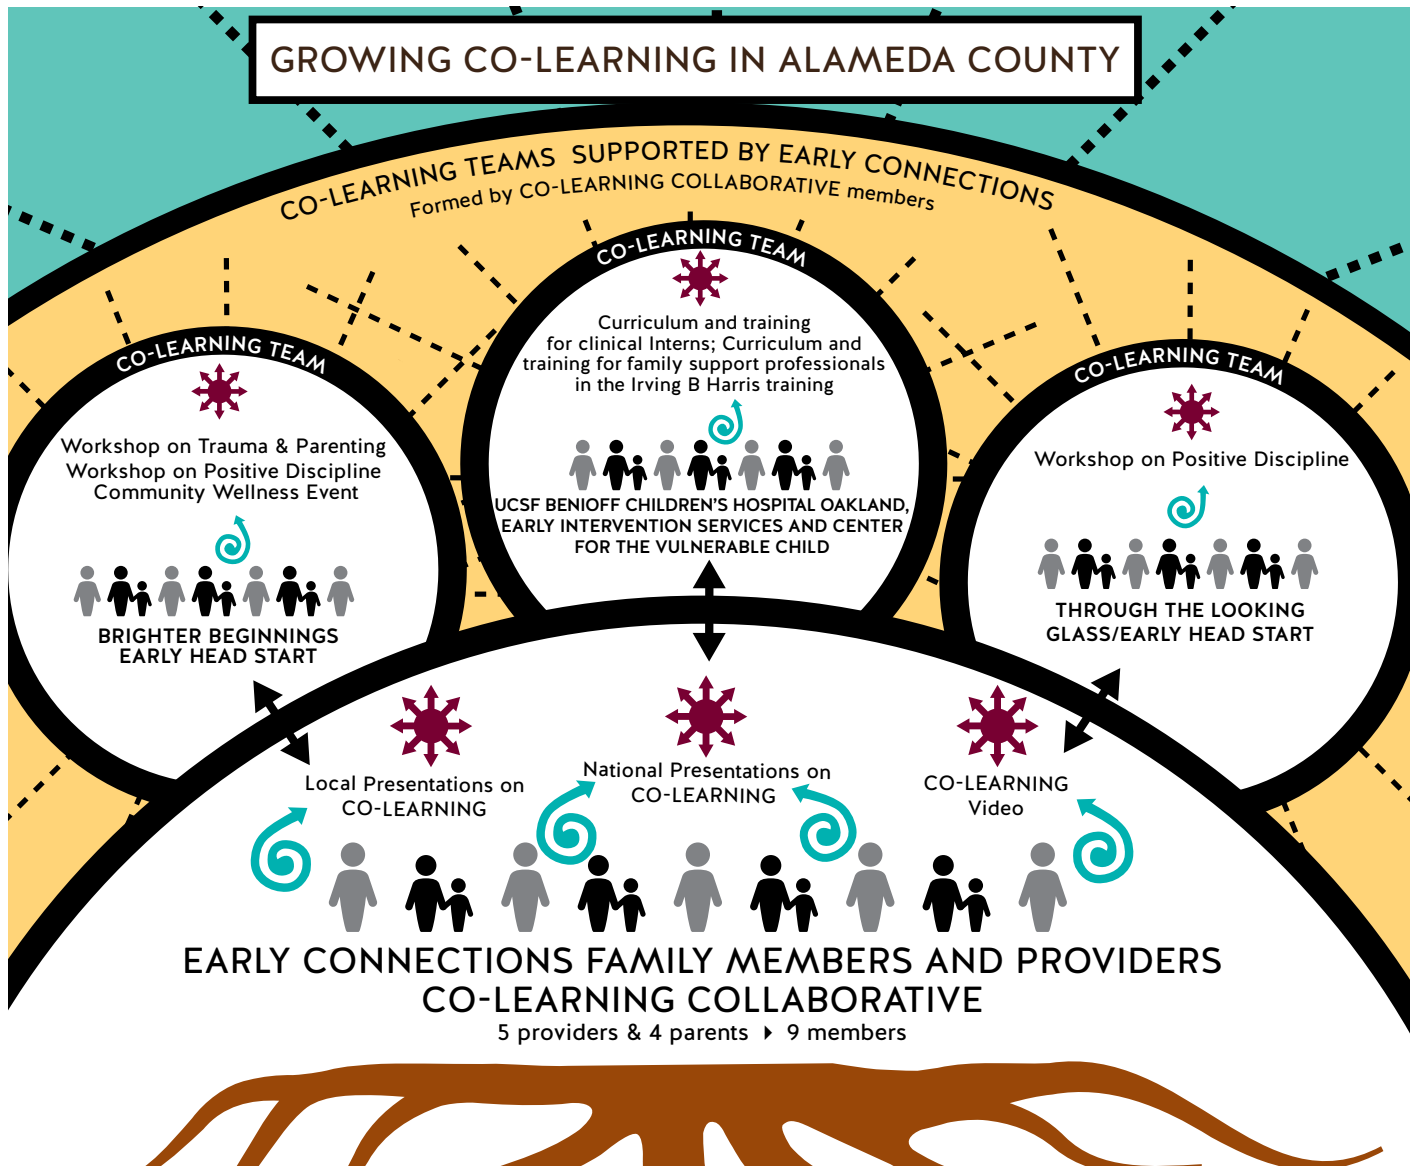 GROWING CO-LEARNING IN ALAMEDA COUNTY
CO-LEARNING TEAMS SUPPORTED BY EARLY CONNECTIONS
Formed by CO-LEARNING COLLABORATIVE members
CO-LEARNING TEAM
Curriculum and training
for clinical Interns; Curriculum and
training for family support professionals
in the Irving B Harris training
UCSF BENIOFF CHILDREN'S HOSPITAL OAKLAND,
EARLY INTERVENTION SERVICES AND CENTER
FOR THE VULNERABLE CHILD
CO-LEARNING TEAM
Workshop on Trauma & Parenting
Workshop on Positive Discipline
Community Wellness Event
BRIGHTER BEGINNINGS
EARLY HEAD START
CO-LEARNING TEAM
Workshop on Positive Discipline
THROUGH THE LOOKING
GLASS/EARLY HEAD START
Local Presentations on
CO-LEARNING
National Presentations on
CO-LEARNING
CO-LEARNING
Video
EARLY CONNECTIONS FAMILY MEMBERS AND PROVIDERS
CO-LEARNING COLLABORATIVE
5 providers & 4 parents ▸ 9 members